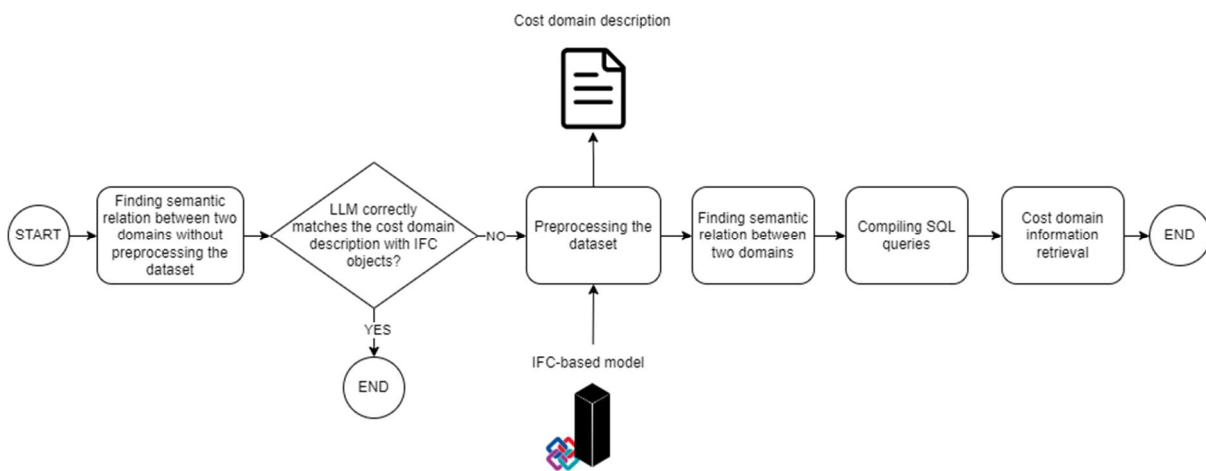 Cost domain description
START
Finding semantic
relation between two
domains without
preprocessing the
dataset
LLM correctly
matches the cost domain
description with IFC
objects?
NO
YES
END
Preprocessing the
dataset
IFC-based model
Finding semantic
relation between
two domains
Compiling SQL
queries
Cost domain
information
retrieval
END